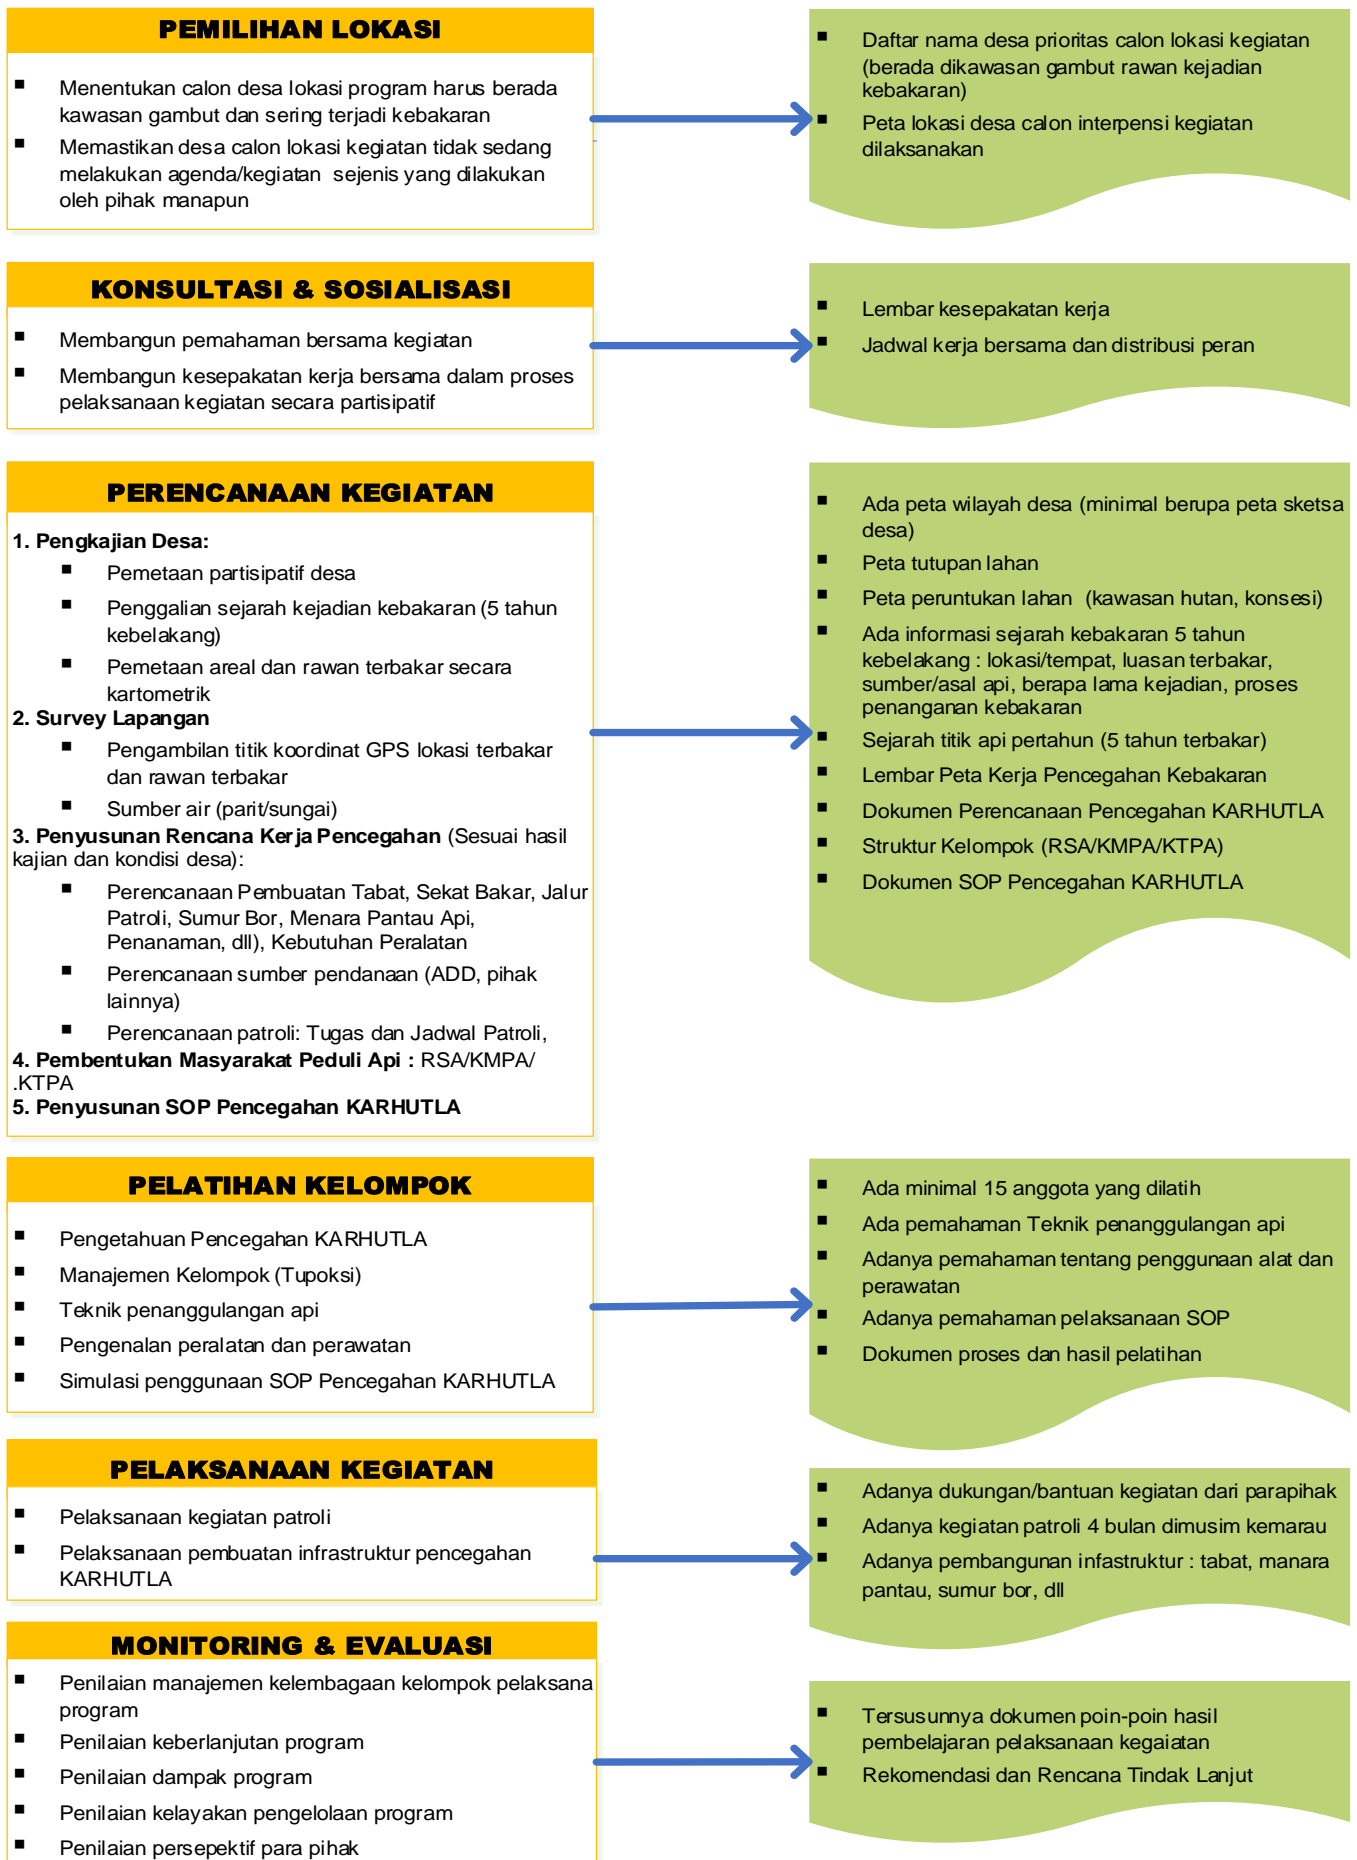 PEMILIHAN LOKASI
Menentukan calon desa lokasi program harus berada
kawasan gambut dan sering terjadi kebakaran
Memastikan desa calon lokasi kegiatan tidak sedang
melakukan agenda/kegiatan sejenis yang dilakukan
oleh pihak manapun
Daftar nama desa prioritas calon lokasi kegiatan
(berada dikawasan gambut rawan kejadian
kebakaran)
Peta lokasi desa calon interpensi kegiatan
dilaksanakan
KONSULTASI & SOSIALISASI
Membangun pemahaman bersama kegiatan
Membangun kesepakatan kerja bersama dalam proses
pelaksanaan kegiatan secara partisipatif
Lembar kesepakatan kerja
Jadwal kerja bersama dan distribusi peran
PERENCANAAN KEGIATAN
1. Pengkajian Desa:
Pemetaan partisipatif desa
Penggalian sejarah kejadian kebakaran (5 tahun
kebelakang)
Pemetaan areal dan rawan terbakar secara
kartometrik
2. Survey Lapangan
Pengambilan titik koordinat GPS lokasi terbakar
dan rawan terbakar
Sumber air (parit/sungai)
3. Penyusunan Rencana Kerja Pencegahan (Sesuai hasil
kajian dan kondisi desa):
Perencanaan Pembuatan Tabat, Sekat Bakar, Jalur
Patroli, Sumur Bor, Menara Pantau Api,
Penanaman, dll), Kebutuhan Peralatan
Perencanaan sumber pendanaan (ADD, pihak
lainnya)
Perencanaan patroli: Tugas dan Jadwal Patroli,
4. Pembentukan Masyarakat Peduli Api : RSA/KMPA/
.KTPA
5. Penyusunan SOP Pencegahan KARHUTLA
Ada peta wilayah desa (minimal berupa peta sketsa
desa)
Peta tutupan lahan
Peta peruntukan lahan (kawasan hutan, konsesi)
Ada informasi sejarah kebakaran 5 tahun
kebelakang : lokasi/tempat, luasan terbakar,
sumber/asal api, berapa lama kejadian, proses
penanganan kebakaran
Sejarah titik api pertahun (5 tahun terbakar)
Lembar Peta Kerja Pencegahan Kebakaran
Dokumen Perencanaan Pencegahan KARHUTLA
Struktur Kelompok (RSA/KMPA/KTPA)
Dokumen SOP Pencegahan KARHUTLA
PELATIHAN KELOMPOK
Pengetahuan Pencegahan KARHUTLA
Manajemen Kelompok (Tupoksi)
Teknik penanggulangan api
Pengenalan peralatan dan perawatan
Simulasi penggunaan SOP Pencegahan KARHUTLA
Ada minimal 15 anggota yang dilatih
Ada pemahaman Teknik penanggulangan api
Adanya pemahaman tentang penggunaan alat dan
perawatan
Adanya pemahaman pelaksanaan SOP
Dokumen proses dan hasil pelatihan
PELAKSANAAN KEGIATAN
Pelaksanaan kegiatan patroli
Pelaksanaan pembuatan infrastruktur pencegahan
KARHUTLA
Adanya dukungan/bantuan kegiatan dari parapihak
Adanya kegiatan patroli 4 bulan dimusim kemarau
Adanya pembangunan infastruktur : tabat, manara
pantau, sumur bor, dll
MONITORING & EVALUASI
Penilaian manajemen kelembagaan kelompok pelaksana
program
Penilaian keberlanjutan program
Penilaian dampak program
Penilaian kelayakan pengelolaan program
Penilaian persepektif para pihak
Tersusunnya dokumen poin-poin hasil
pembelajaran pelaksanaan kegaiatan
Rekomendasi dan Rencana Tindak Lanjut